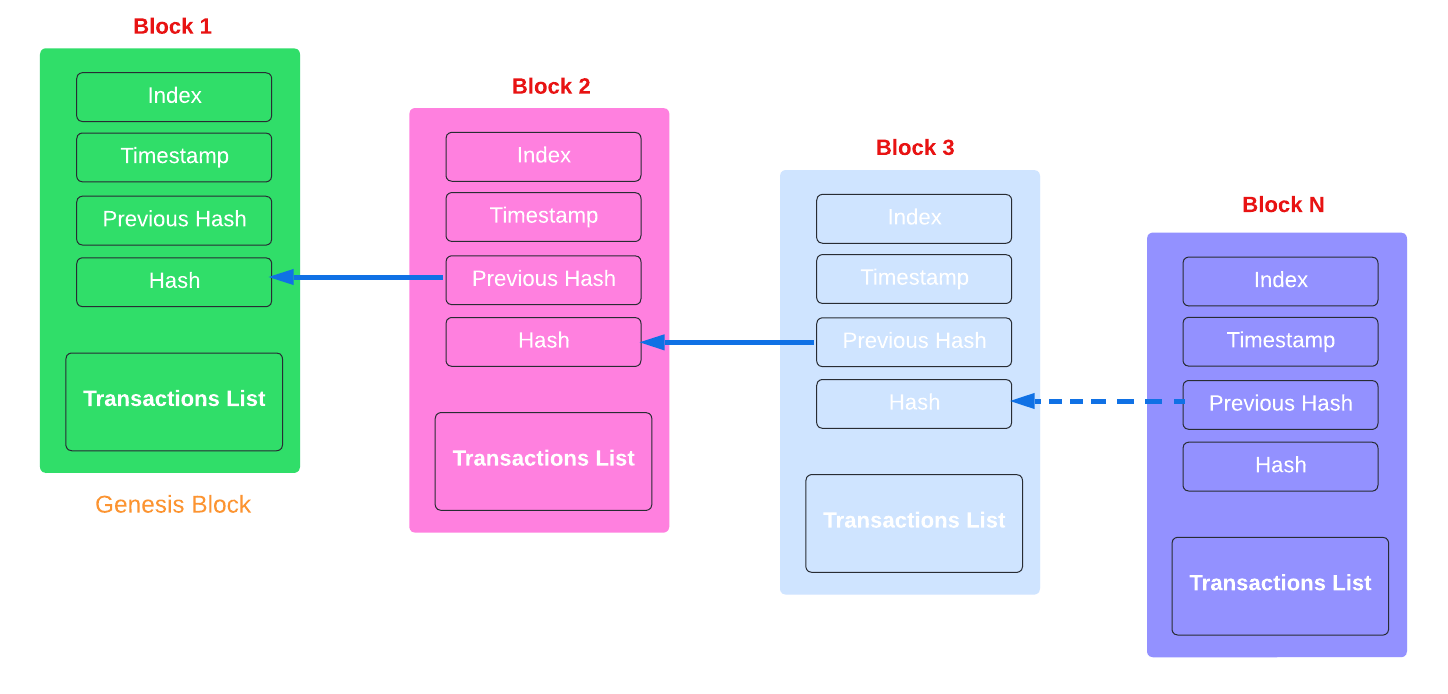 Block 1
Index
Timestamp
Previous Hash
Hash
Transactions List
Genesis Block
Block 2
Index
Timestamp
Previous Hash
Hash
Transactions List
Block 3
Index
Timestamp
Previous Hash
Hash
Transactions List
Block N
Index
Timestamp
Previous Hash
Hash
Transactions List